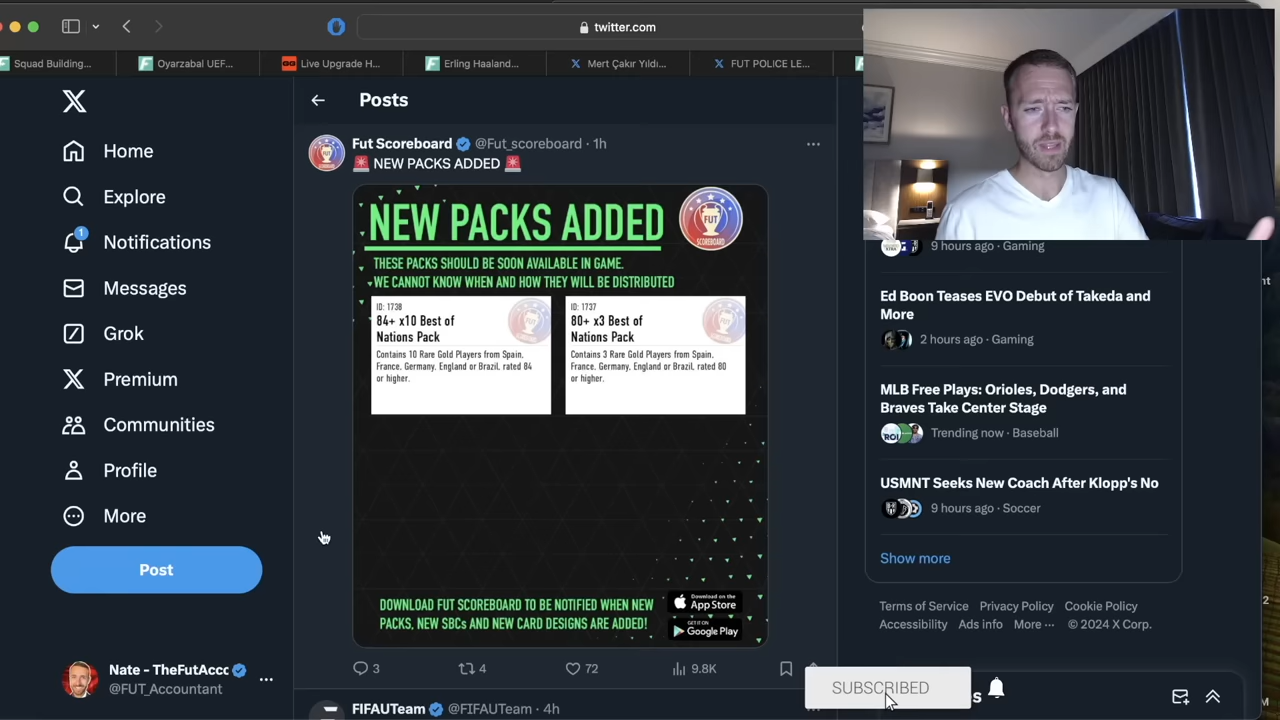 twitter.com
Squad Building...
Oyarzabal UEF...
Live Upgrade H...
Erling Haaland...
Mert Çakır Yıldı...
FUT POLICE LE...
Home
Explore
1
Notifications
Messages
Grok
Premium
Communities
Profile
More
Post
Nate - TheFutAcc
@FUT_Accountant
Posts
Fut Scoreboard @Fut_scoreboard · 1h
NEW PACKS ADDED
NEW PACKS ADDED
FUT
SCOREBOARD
THESE PACKS SHOULD BE SOON AVAILABLE IN GAME.
WE CANNOT KNOW WHEN AND HOW THEY WILL BE DISTRIBUTED
ID: 1738
84+ x10 Best of
Nations Pack
Contains 10 Rare Gold Players from Spain,
France, Germany, England or Brazil, rated 84
or higher.
ID: 1737
80+ x3 Best of
Nations Pack
Contains 3 Rare Gold Players from Spain,
France, Germany, England or Brazil, rated 80
or higher.
DOWNLOAD FUT SCOREBOARD TO BE NOTIFIED WHEN NEW
PACKS, NEW SBCs AND NEW CARD DESIGNS ARE ADDED!
Download on the
App Store
GET IT ON
Google Play
3
4
72
9.8K
FIFAUTeam @FIFAUTeam · 4h
9 hours ago · Gaming
Ed Boon Teases EVO Debut of Takeda and
More
2 hours ago · Gaming
MLB Free Plays: Orioles, Dodgers, and
Braves Take Center Stage
Trending now · Baseball
USMNT Seeks New Coach After Klopp's No
9 hours ago · Soccer
Show more
Terms of Service Privacy Policy Cookie Policy
Accessibility Ads info More ··· © 2024 X Corp.
SUBSCRIBED